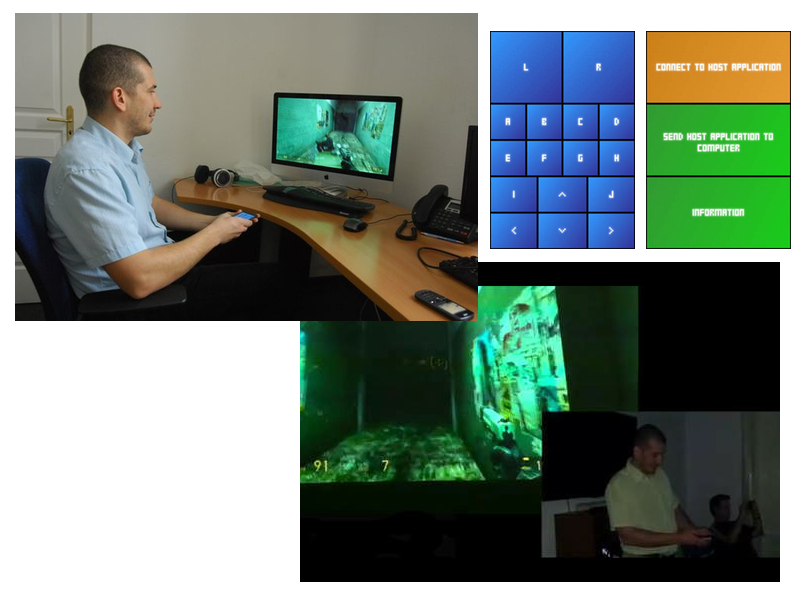 L R
A B C D
E F G H
I ^ J
< v >
CONNECT TO HOST APPLICATION
SEND HOST APPLICATION TO
COMPUTER
INFORMATION
91 7